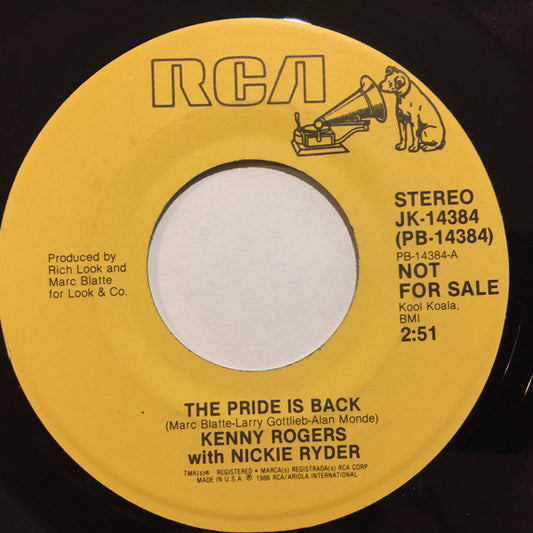 RCA
STEREO
JK-14384
(PB-14384)
PB-14384-A
NOT
FOR SALE
Kool Koala,
BMI
2:51
Produced by
Rich Look and
Marc Blatte
for Look & Co.
THE PRIDE IS BACK
(Marc Blatte-Larry Gottlieb-Alan Monde)
KENNY ROGERS
with NICKIE RYDER
TMK(s)® REGISTERED • MARCA(s) REGISTRADA(s) RCA CORP.
MADE IN U.S.A. ℗ 1986 RCA/ARIOLA INTERNATIONAL